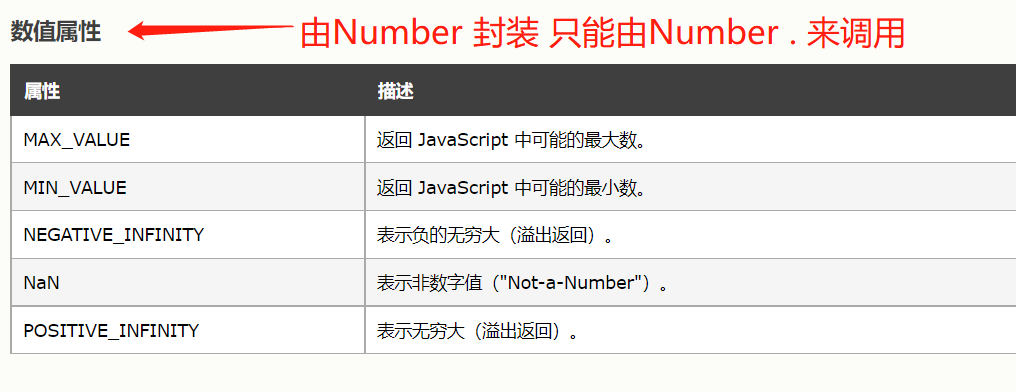 数值属性
由Number 封装 只能由Number . 来调用
属性 描述
MAX_VALUE 返回 JavaScript 中可能的最大数。
MIN_VALUE 返回 JavaScript 中可能的最小数。
NEGATIVE_INFINITY 表示负的无穷大（溢出返回）。
NaN 表示非数字值（"Not-a-Number"）。
POSITIVE_INFINITY 表示无穷大（溢出返回）。